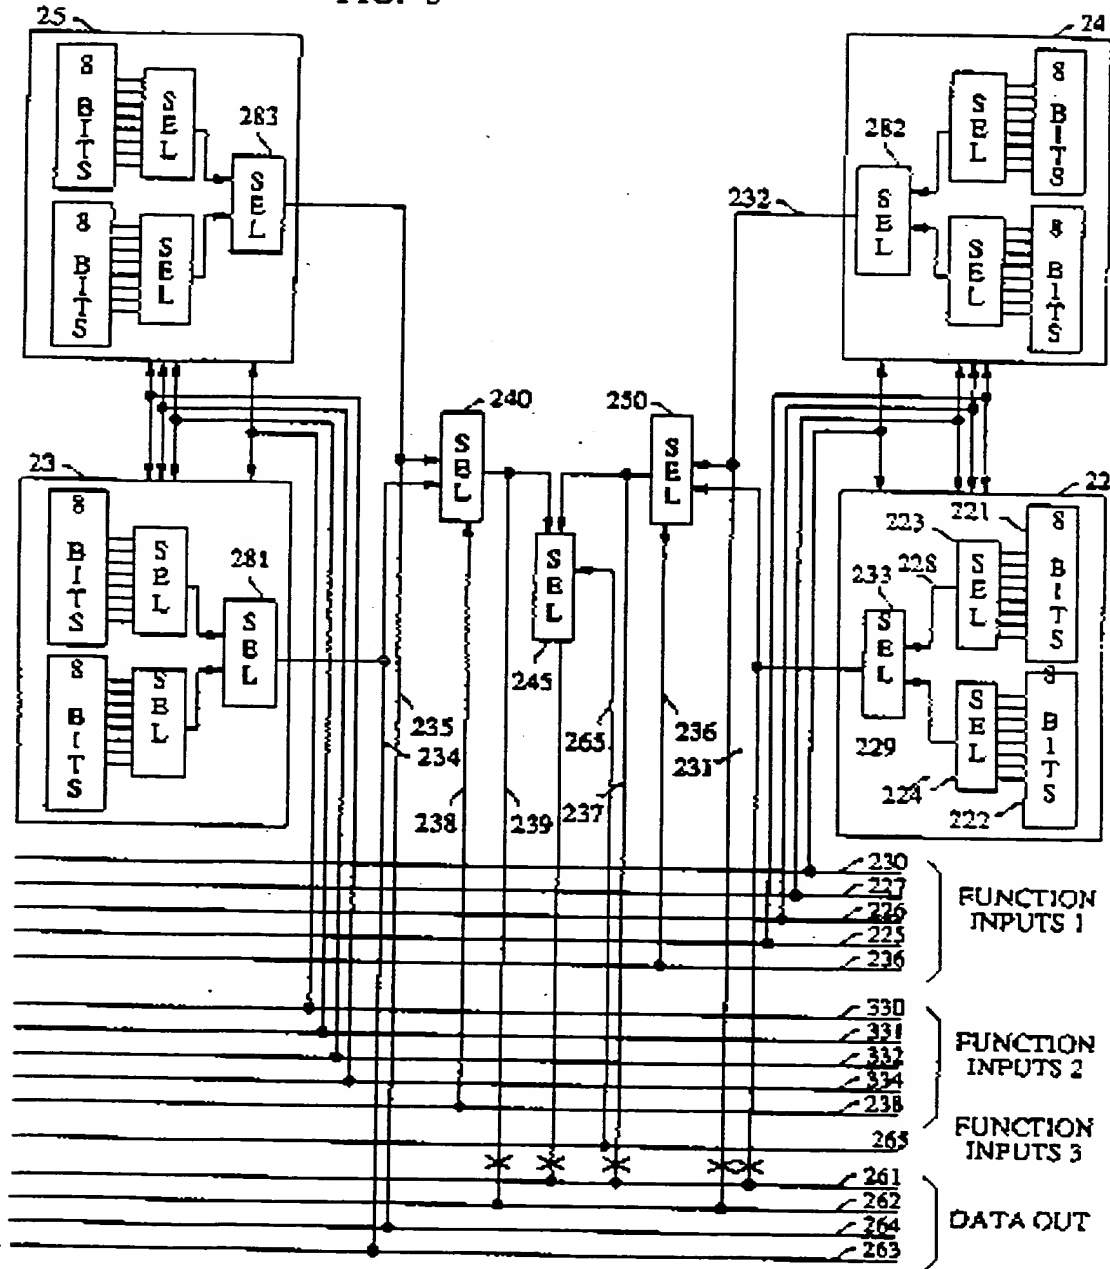 FIG. 5
25
24
8 BITS
SEL
283
SEL
8 BITS
SEL
8 BITS
SEL
282
SEL
232
8 BITS
SEL
240
SEL
250
SEL
SEL
245
23
8 BITS
SEL
281
SEL
8 BITS
SEL
22
221
8 BITS
223
SEL
228
233
SEL
229
SEL
224
8 BITS
222
235
234
238
239
265
237
236
231
230
227
226
225
236
FUNCTION
INPUTS 1
330
331
332
334
238
FUNCTION
INPUTS 2
265
FUNCTION
INPUTS 3
261
262
264
263
DATA OUT